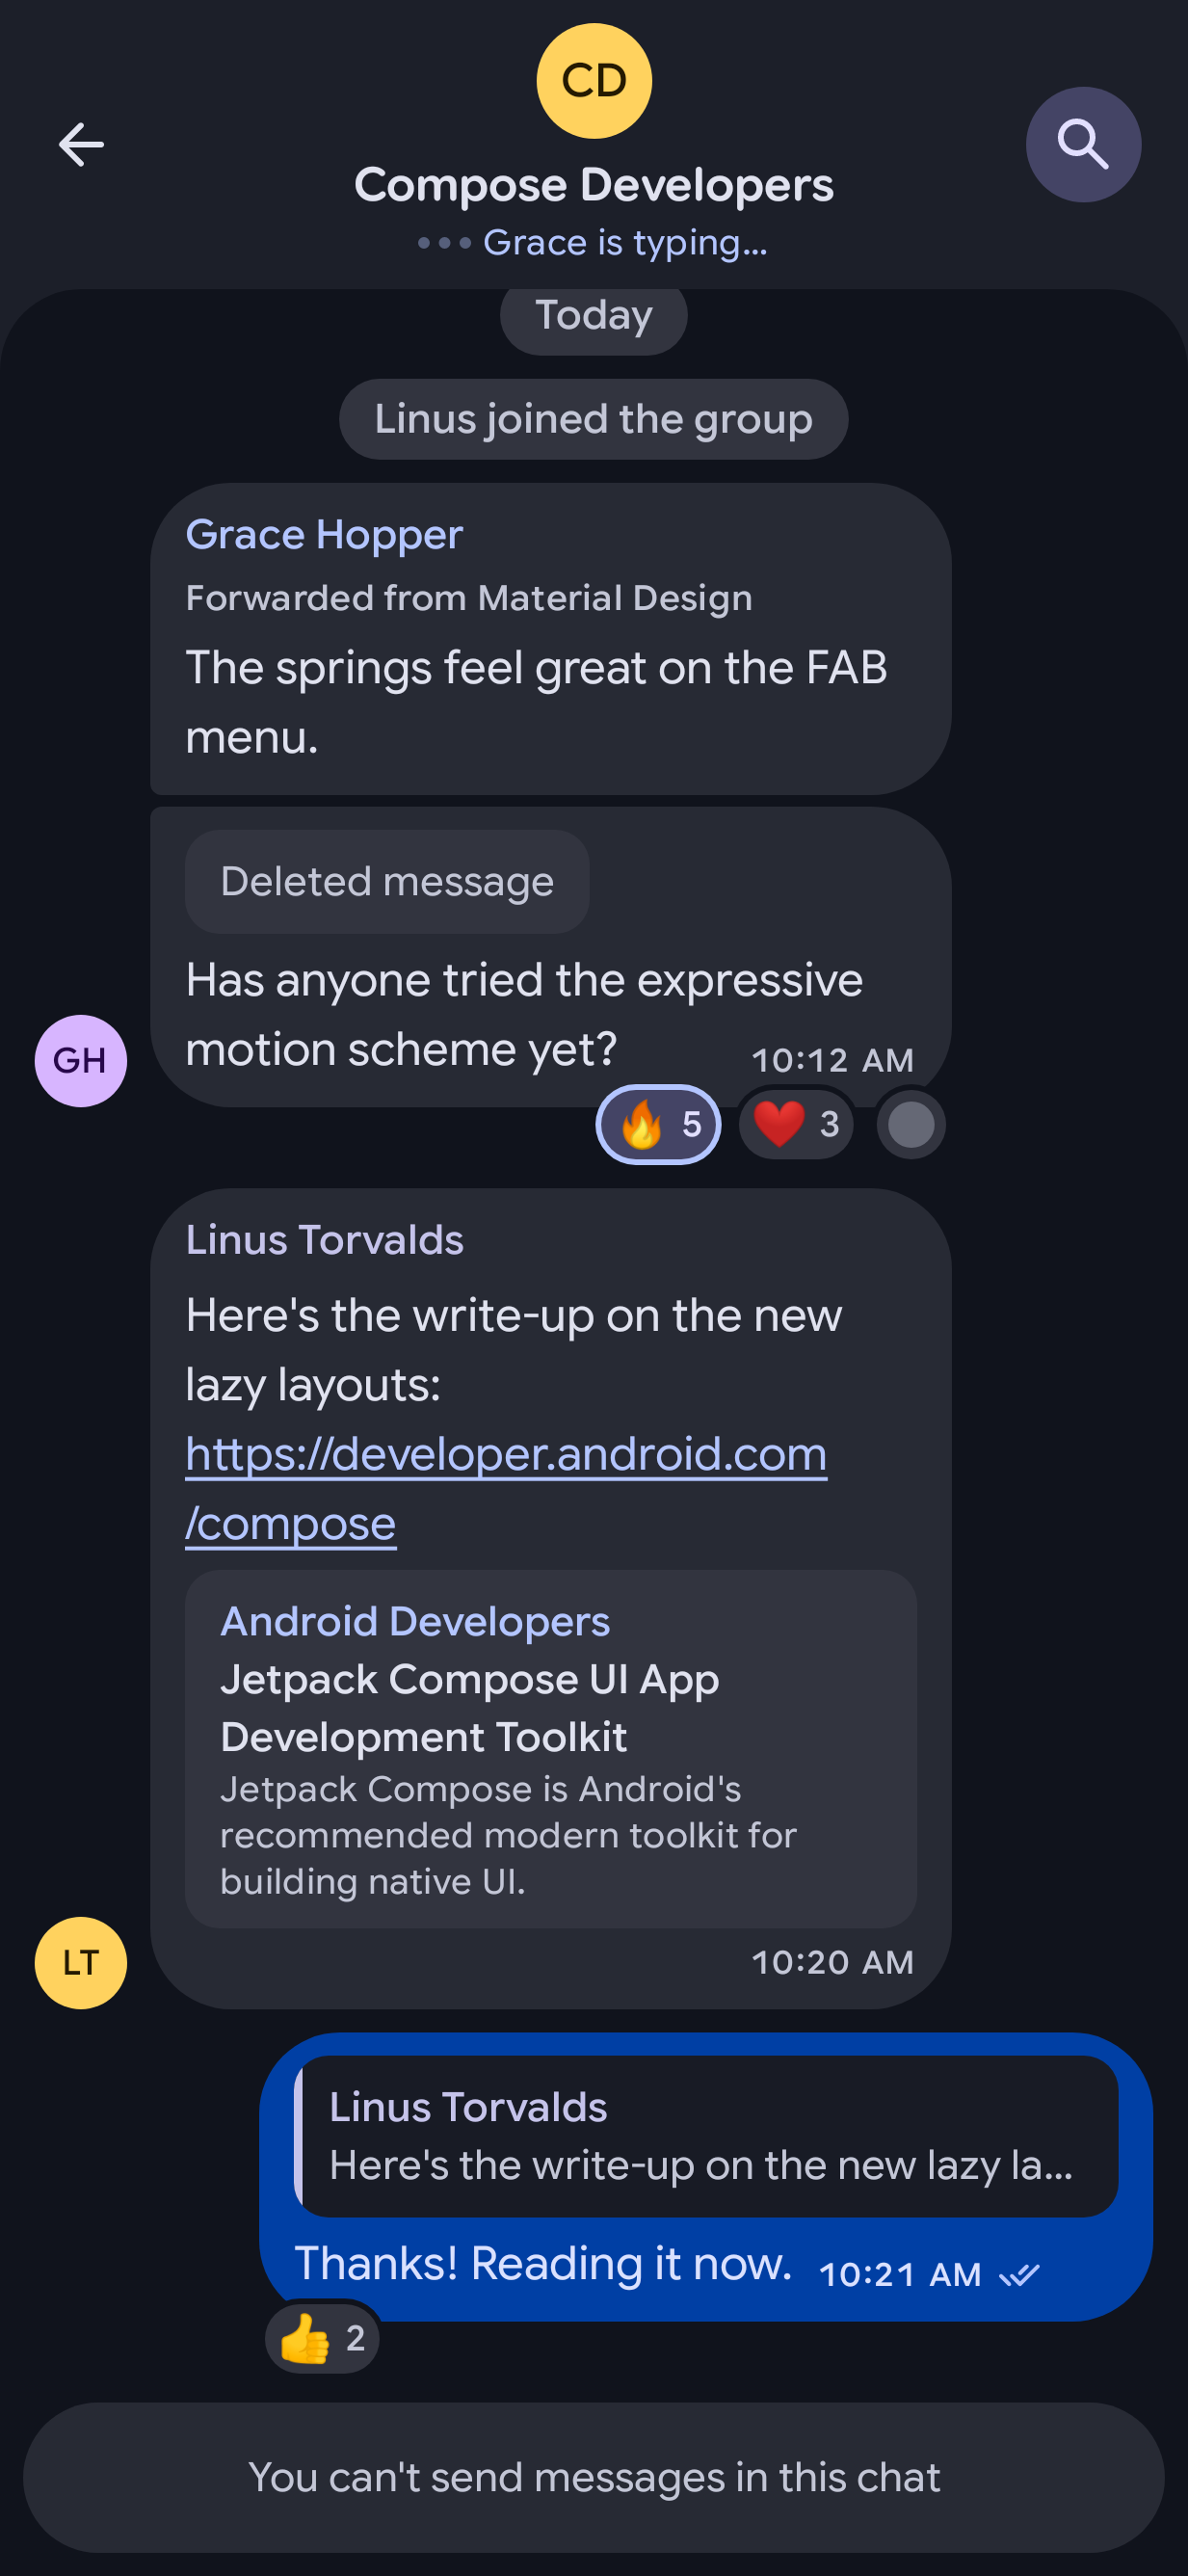 CD
Compose Developers
Grace is typing...
Today
Linus joined the group
Grace Hopper
Forwarded from Material Design
The springs feel great on the FAB
menu.
Deleted message
Has anyone tried the expressive
motion scheme yet?
10:12 AM
GH
5
3
Linus Torvalds
Here's the write-up on the new
lazy layouts:
https://developer.android.com
/compose
Android Developers
Jetpack Compose UI App
Development Toolkit
Jetpack Compose is Android's
recommended modern toolkit for
building native UI.
LT
10:20 AM
Linus Torvalds
Here's the write-up on the new lazy la...
Thanks! Reading it now. 10:21 AM
2
You can't send messages in this chat